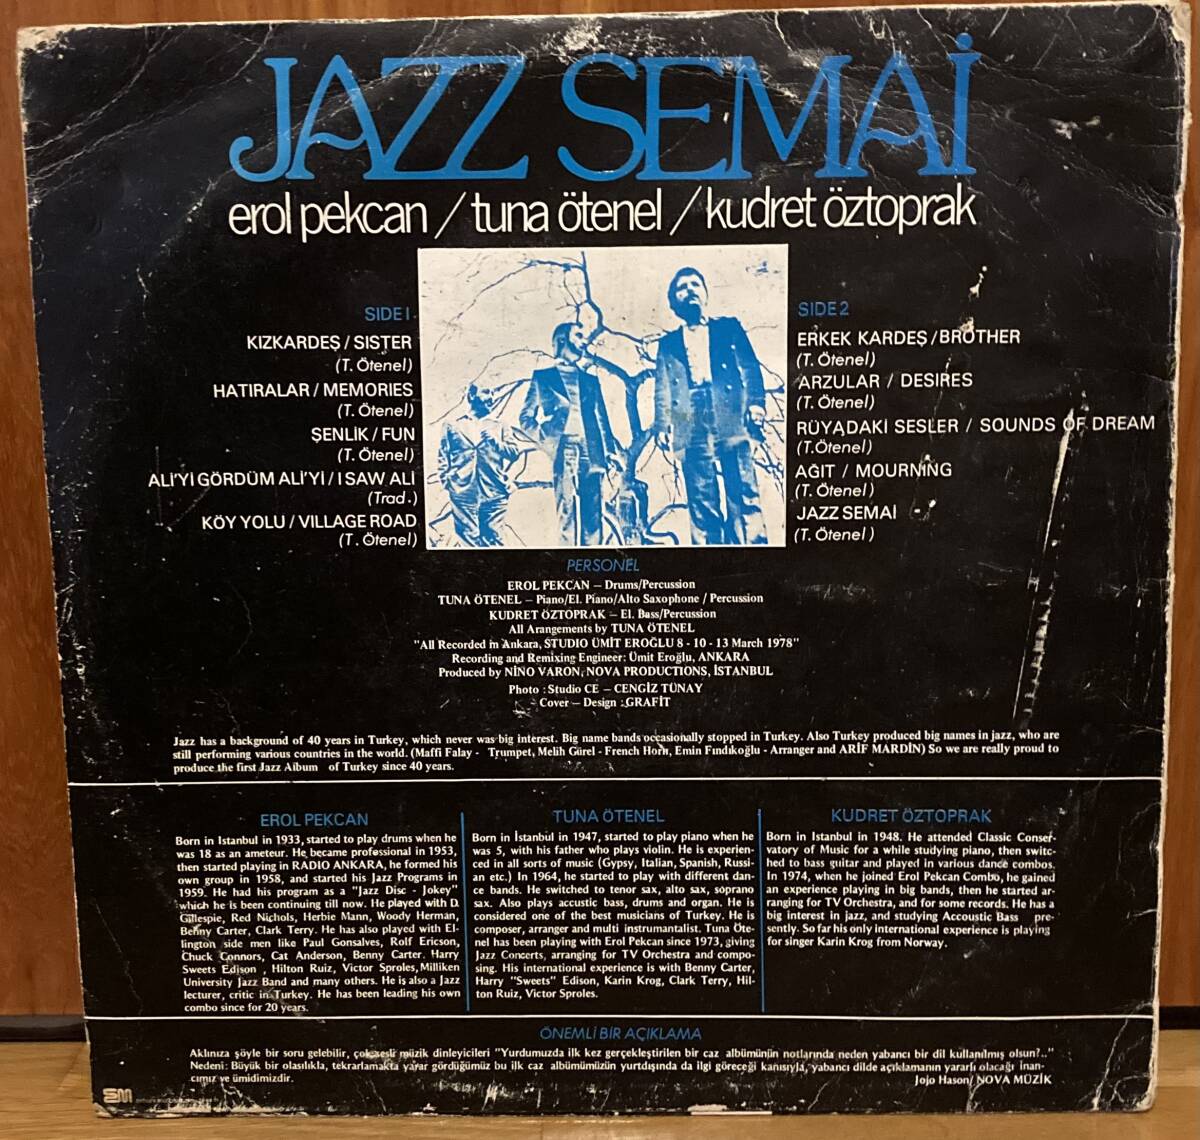 JAZZ SEMAİ
erol pekcan / tuna ötenel / kudret öztoprak
SIDE I
KIZKARDEŞ / SISTER
(T. Ötenel)
HATIRALAR / MEMORIES
(T. Ötenel)
ŞENLİK / FUN
(T. Ötenel)
ALİ'Yİ GÖRDÜM ALİ'Yİ / I SAW ALİ
(Trad.)
KÖY YOLU / VILLAGE ROAD
(T. Ötenel)
SIDE 2
ERKEK KARDEŞ / BROTHER
(T. Ötenel)
ARZULAR / DESIRES
(T. Ötenel)
RÜYADAKİ SESLER / SOUNDS OF DREAM
(T.Ötenel)
AĞIT / MOURNING
(T. Ötenel)
JAZZ SEMAI
(T. Ötenel)
PERSONEL
EROL PEKCAN – Drums/Percussion
TUNA ÖTENEL – Piano/El. Piano/Alto Saxophone / Percussion
KUDRET ÖZTOPRAK – El. Bass/Percussion
All Arangements by TUNA ÖTENEL
"All Recorded in Ankara, STUDIO ÜMİT EROĞLU 8 - 10 - 13 March 1978"
Recording and Remixing Engineer: Ümit Eroğlu, ANKARA
Produced by NİNO VARON, NOVA PRODUCTIONS, İSTANBUL
Photo : Studio CE – CENGİZ TÜNAY
Cover – Design : GRAFİT
Jazz has a background of 40 years in Turkey, which never was big interest. Big name bands occasionally stopped in Turkey. Also Turkey produced big names in jazz, who are
still performing various countries in the world. (Maffi Falay - Trumpet, Melih Gürel - French Horn, Emin Fındıkoğlu - Arranger and ARİF MARDİN) So we are really proud to
produce the first Jazz Album of Turkey since 40 years.
EROL PEKCAN
Born in Istanbul in 1933, started to play drums when he
was 18 as an ameteur. He became professional in 1953,
then started playing in RADIO ANKARA, he formed his
own group in 1958, and started his Jazz Programs in
1959. He had his program as a "Jazz Disc - Jokey"
which he is been continuing till now. He played with D.
Gillespie, Red Nichols, Herbie Mann, Woody Herman,
Benny Carter, Clark Terry. He has also played with El-
lington side men like Paul Gonsalves, Rolf Ericson,
Chuck Connors, Cat Anderson, Benny Carter. Harry
Sweets Edison , Hilton Ruiz, Victor Sproles, Milliken
University Jazz Band and many others. He is also a Jazz
lecturer, critic in Turkey. He has been leading his own
combo since for 20 years.
TUNA ÖTENEL
Born in İstanbul in 1947, started to play piano when he
was 5, with his father who plays violin. He is experien-
ced in all sorts of music (Gypsy, Italian, Spanish, Russi-
an etc.) In 1964, he started to play with different dan-
ce bands. He switched to tenor sax, alto sax, soprano
sax. Also plays accustic bass, drums and organ. He is
considered one of the best musicians of Turkey. He is
composer, arranger and multi instrumantalist. Tuna Öte-
nel has been playing with Erol Pekcan since 1973, giving
Jazz Concerts, arranging for TV Orchestra and compo-
sing. His international experience is with Benny Carter,
Harry "Sweets" Edison, Karin Krog, Clark Terry, Hil-
ton Ruiz, Victor Sproles.
KUDRET ÖZTOPRAK
Born in Istanbul in 1948. He attended Classic Conser-
vatory of Music for a while studying piano, then switc-
hed to bass guitar and played in various dance combos.
In 1974, when he joined Erol Pekcan Combo, he gained
an experience playing in big bands, then he started ar-
ranging for TV Orchestra, and for some records. He has a
big interest in jazz, and studying Accoustic Bass pre-
sently. So far his only international experience is playing
for singer Karin Krog from Norway.
ÖNEMLİ BİR AÇIKLAMA
Aklınıza şöyle bir soru gelebilir, çoksesli müzik dinleyicileri "Yurdumuzda ilk kez gerçekleştirilen bir caz albümünün notlarında neden yabancı bir dil kullanılmış olsun?.."
Nedeni: Büyük bir olasılıkla, tekrarlamakta yarar gördüğümüz bu ilk caz albümümüzün yurtdışında da ilgi göreceği kanısıyla, yabancı dilde açıklamanın yararlı olacağı inan-
cımız ve ümidimizdir.
Jojo Hason/ NOVA MÜZİK